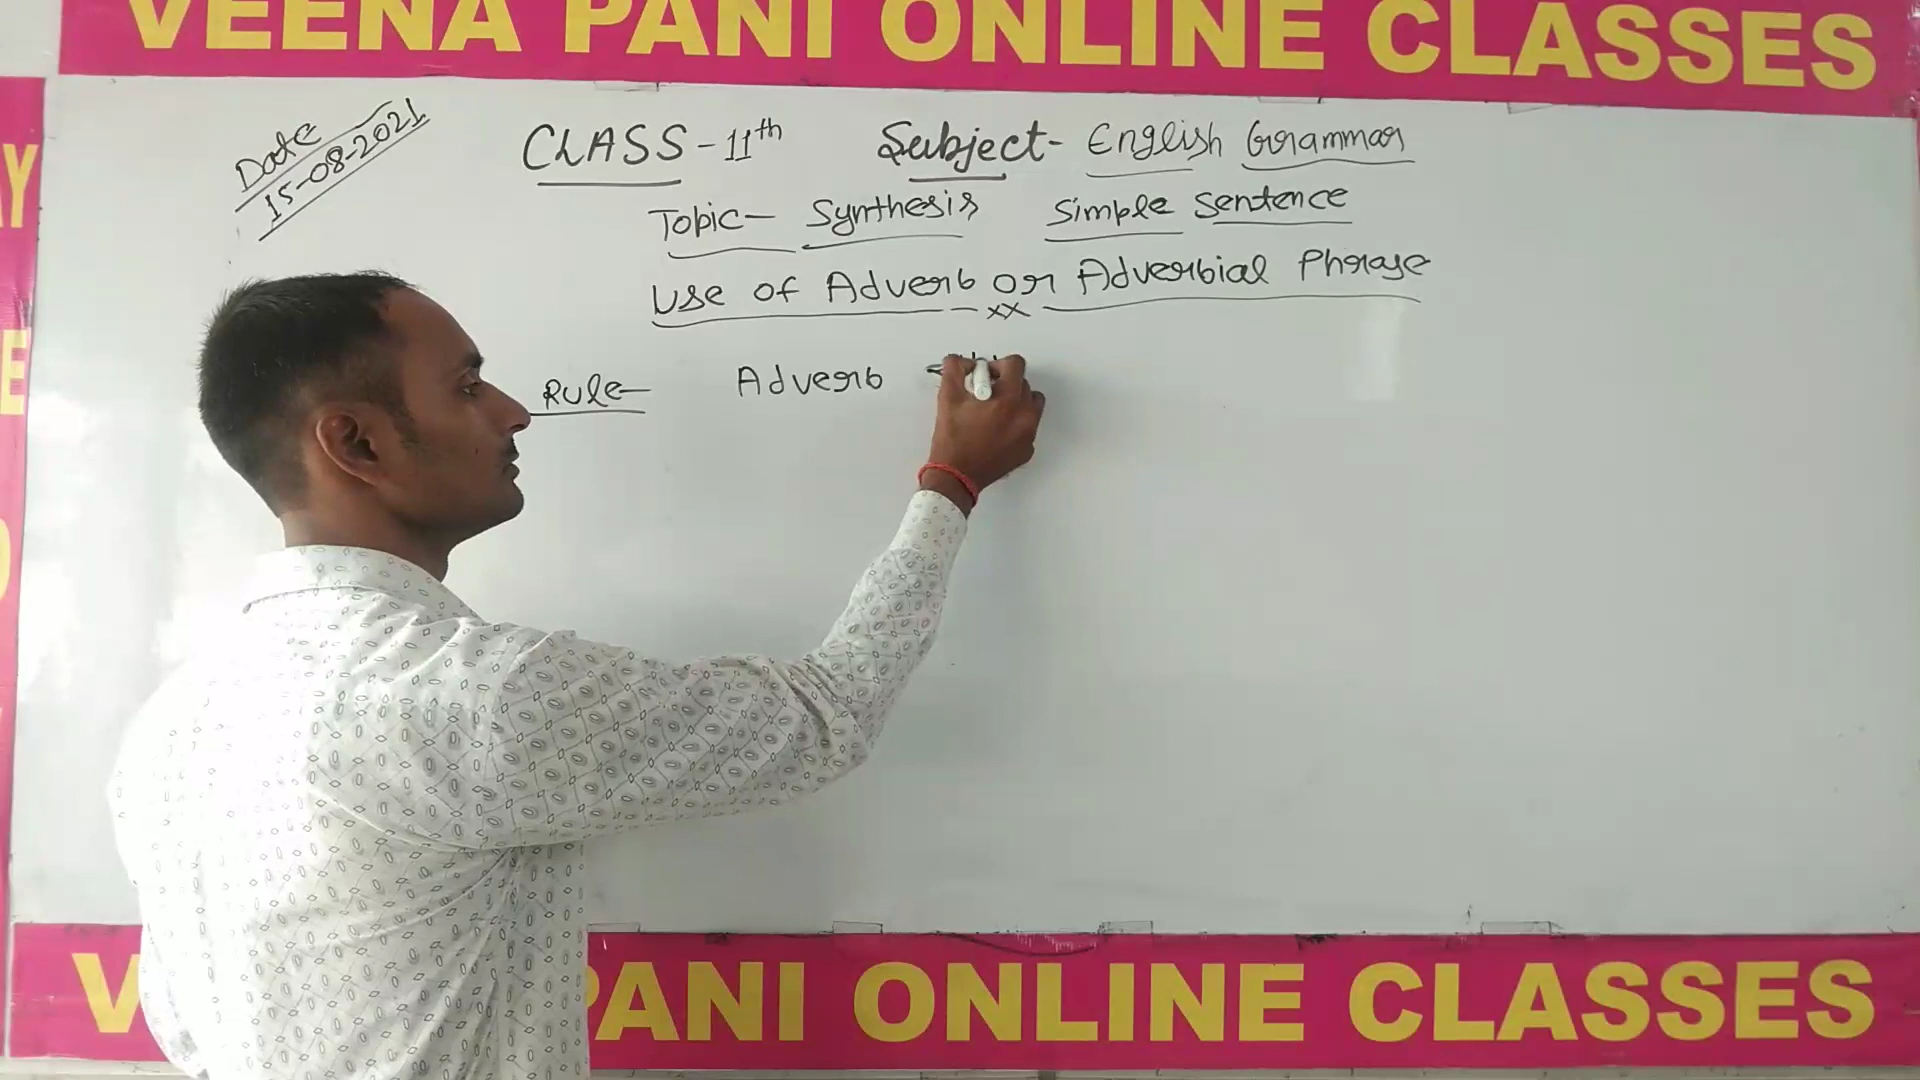 VEENA PANI ONLINE CLASSES
Date
15-08-2021
CLASS - 11th Subject- English Grammar
Topic- Synthesis Simple Sentence
Use of Adverb or Adverbial Phrase
xx
Rule- Adverb
PANI ONLINE CLASSES